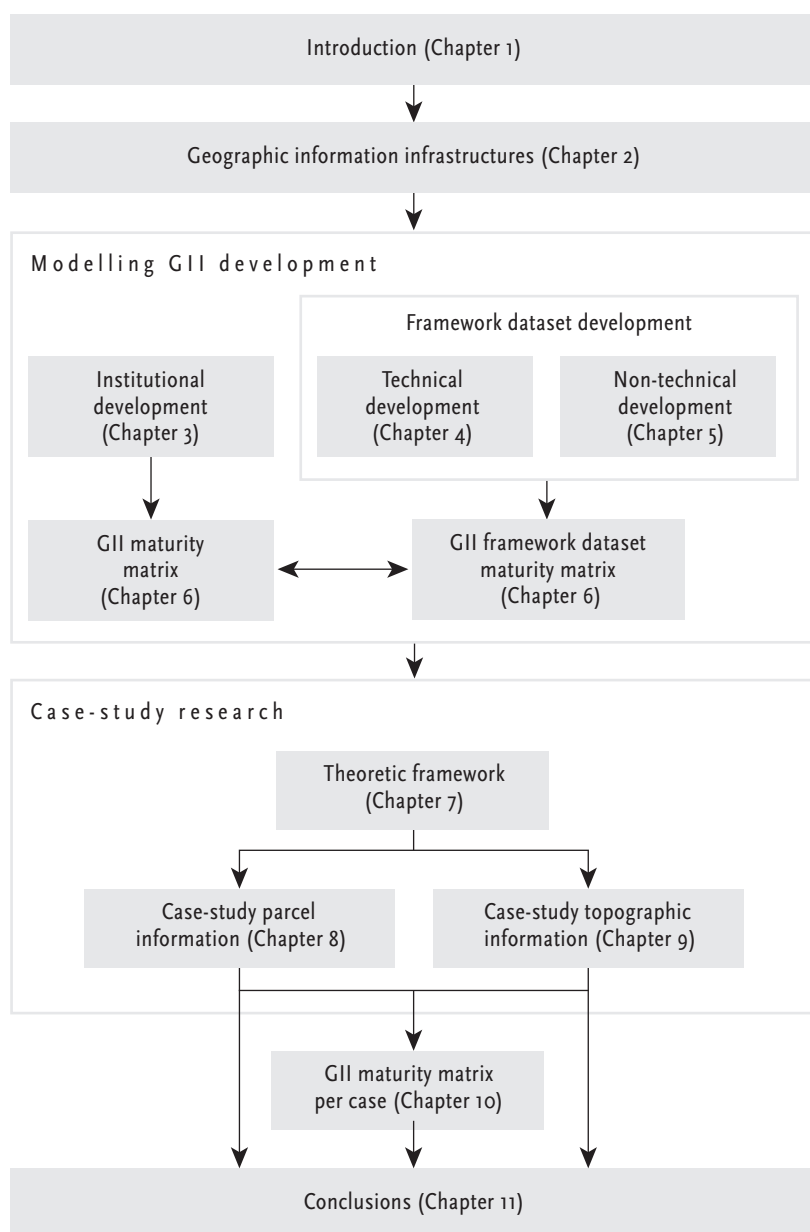 Introduction (Chapter 1)
Geographic information infrastructures (Chapter 2)
Modelling GII development
Framework dataset development
Institutional
development
(Chapter 3)
Technical
development
(Chapter 4)
Non-technical
development
(Chapter 5)
GII maturity
matrix
(Chapter 6)
GII framework dataset
maturity matrix
(Chapter 6)
Case-study research
Theoretic framework
(Chapter 7)
Case-study parcel
information (Chapter 8)
Case-study topographic
information (Chapter 9)
GII maturity matrix
per case (Chapter 10)
Conclusions (Chapter 11)